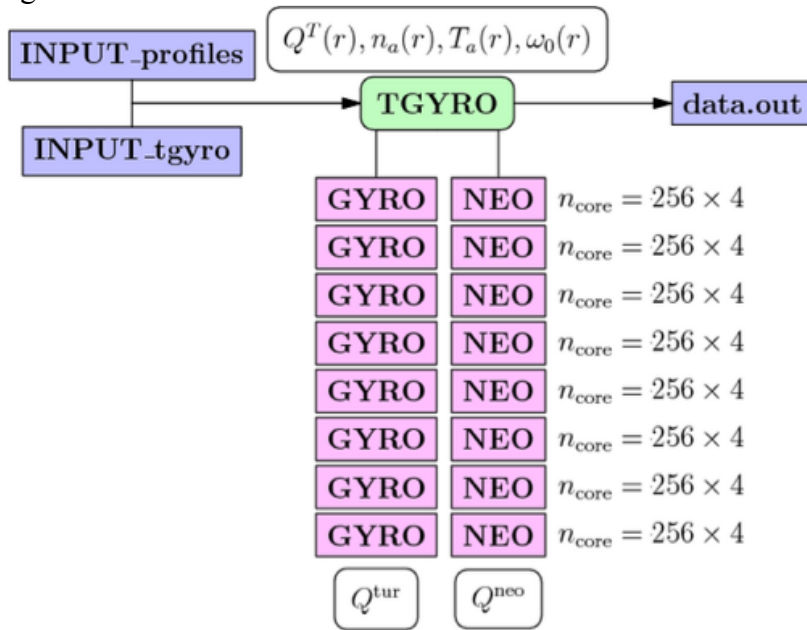 Q^T(r), n_a(r), T_a(r), ω_0(r)
INPUT_profiles
TGYRO
data.out
INPUT_tgyro
GYRO NEO n_core = 256 × 4
GYRO NEO n_core = 256 × 4
GYRO NEO n_core = 256 × 4
GYRO NEO n_core = 256 × 4
GYRO NEO n_core = 256 × 4
GYRO NEO n_core = 256 × 4
GYRO NEO n_core = 256 × 4
GYRO NEO n_core = 256 × 4
Q^tur Q^neo